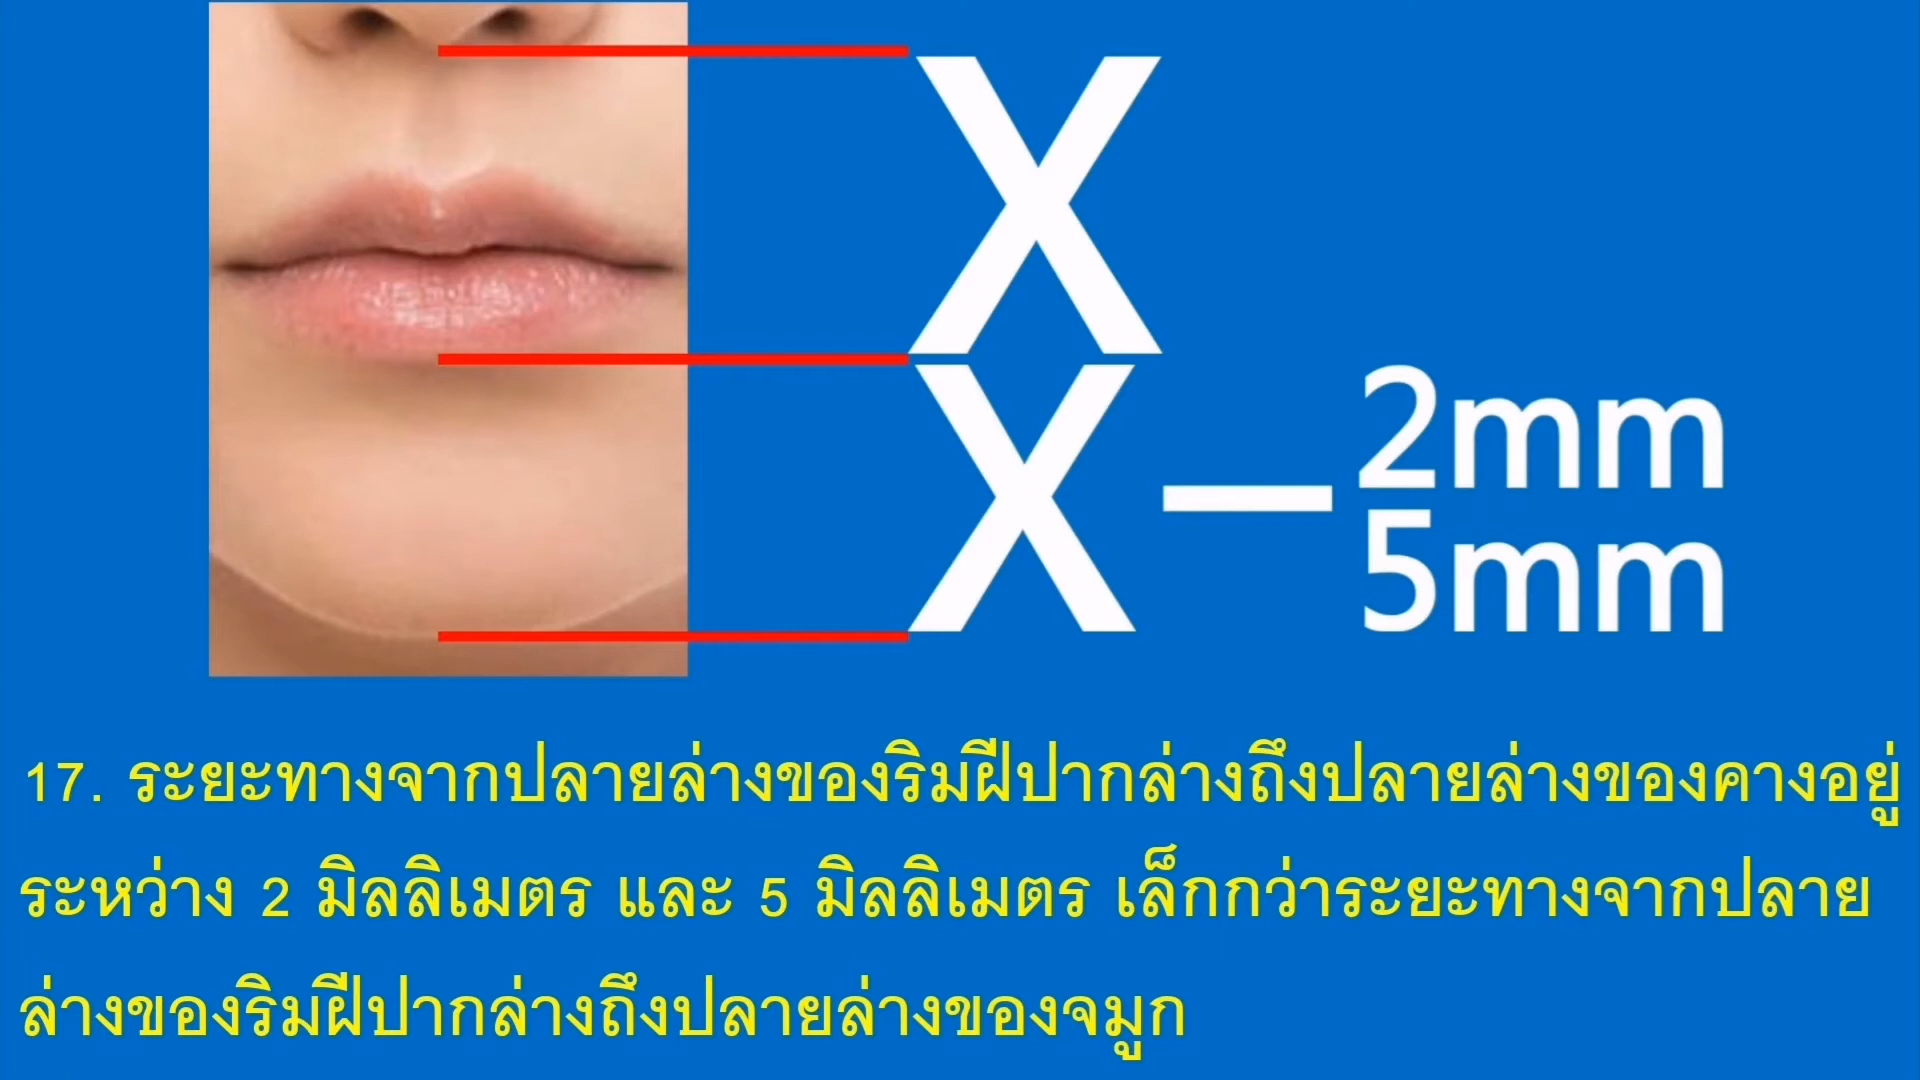 X
X – 2mm
5mm
17. ระยะทางจากปลายล่างของริมฝีปากล่างถึงปลายล่างของคางอยู่
ระหว่าง 2 มิลลิเมตร และ 5 มิลลิเมตร เล็กกว่าระยะทางจากปลาย
ล่างของริมฝีปากล่างถึงปลายล่างของจมูก